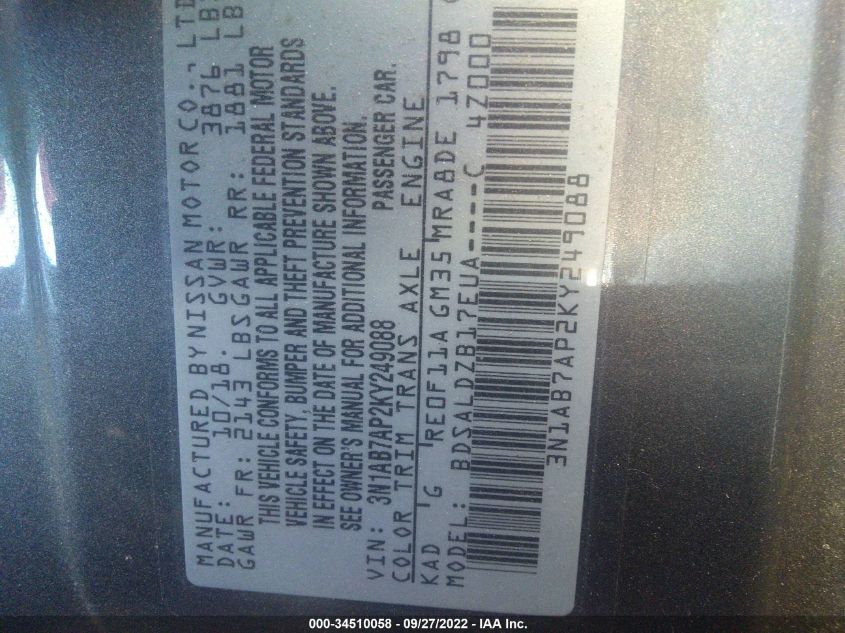 MANUFACTURED BY NISSAN MOTOR CO., LTD
DATE: 10/18. GVWR: 3876 LB
GAWR FR: 2143 LBS GAWR RR: 1881 LB
THIS VEHICLE CONFORMS TO ALL APPLICABLE FEDERAL MOTOR
VEHICLE SAFETY, BUMPER AND THEFT PREVENTION STANDARDS
IN EFFECT ON THE DATE OF MANUFACTURE SHOWN ABOVE.
SEE OWNER'S MANUAL FOR ADDITIONAL INFORMATION.
VIN: 3N1AB7AP2KY249088 PASSENGER CAR.
COLOR TRIM TRANS AXLE ENGINE
KAD 'G 'RE0F11A GM35'MRA8DE 1798
MODEL: BDSALDZB17EUA----C 4Z000
3N1AB7AP2KY249088
000-34510058 - 09/27/2022 - IAA Inc.